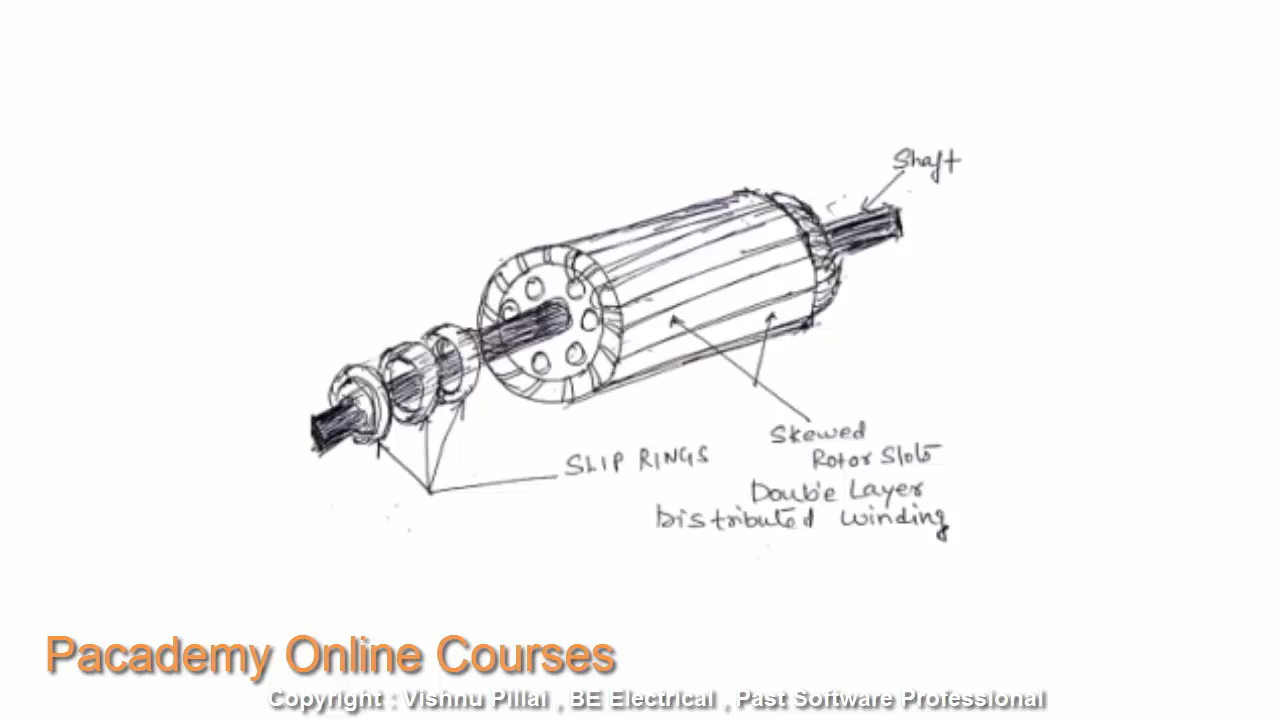 Shaft
SLIP RINGS
Skewed
Rotor Slots
Double Layer
Distributed winding
Pacademy Online Courses
Copyright : Vishnu Pillai , BE Electrical , Past Software Professional